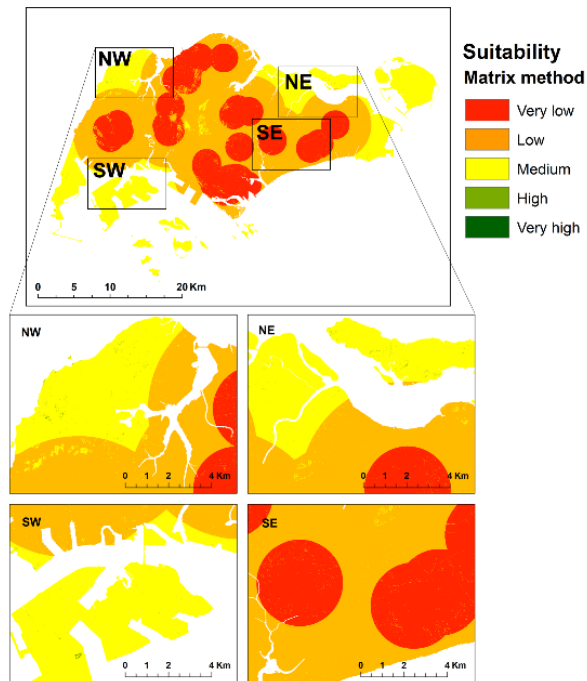 NW
NE
SE
SW
0 5 10 20 Km
Suitability
Matrix method
Very low
Low
Medium
High
Very high
NW
0 1 2 4 Km
NE
0 1 2 4 Km
SW
0 1 2 4 Km
SE
0 1 2 4 Km